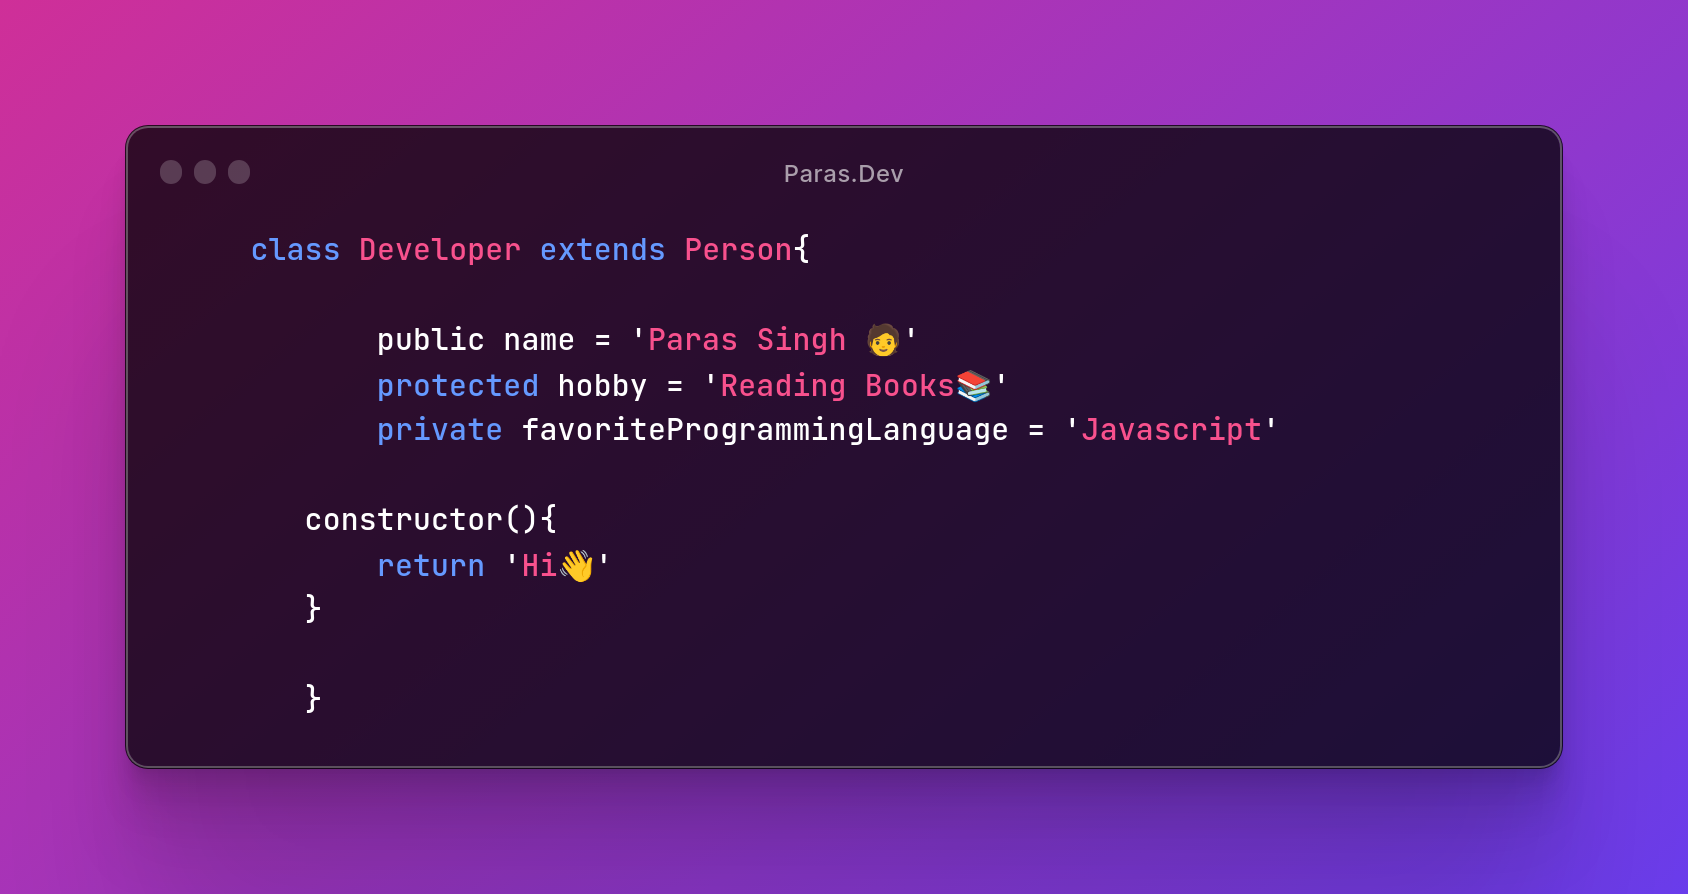 Paras.Dev
class Developer extends Person{
public name = 'Paras Singh 🧑'
protected hobby = 'Reading Books📚'
private favoriteProgrammingLanguage = 'Javascript'
constructor(){
return 'Hi👋'
}
}